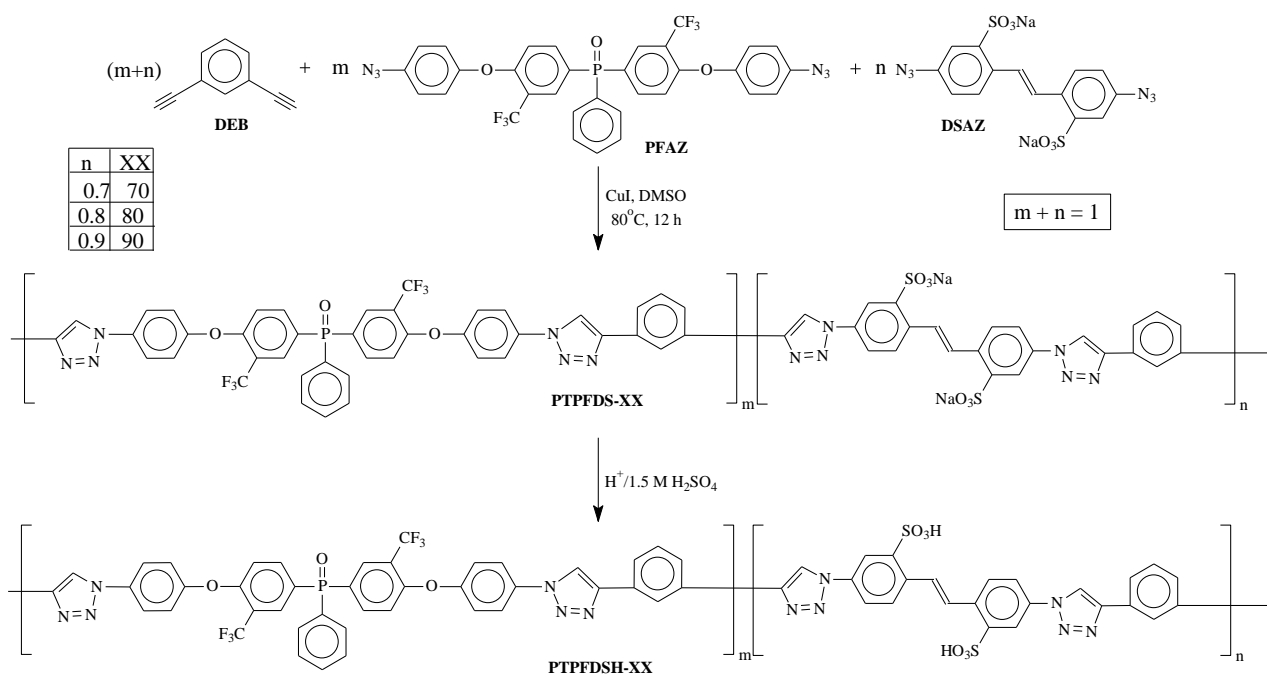 (m+n)
DEB
+ m
N₃
O
F₃C
O
P
CF₃
O
N₃
PFAZ
+ n
N₃
SO₃Na
NaO₃S
N₃
DSAZ
n XX
0.7 70
0.8 80
0.9 90
CuI, DMSO
80°C, 12 h
m + n = 1
N=N
N
O
F₃C
O
P
CF₃
O
N
N=N
m
N=N
N
SO₃Na
NaO₃S
N
N=N
n
PTPFDS-XX
H⁺/1.5 M H₂SO₄
N=N
N
O
F₃C
O
P
CF₃
O
N
N=N
m
N=N
N
SO₃H
HO₃S
N
N=N
n
PTPFDSH-XX